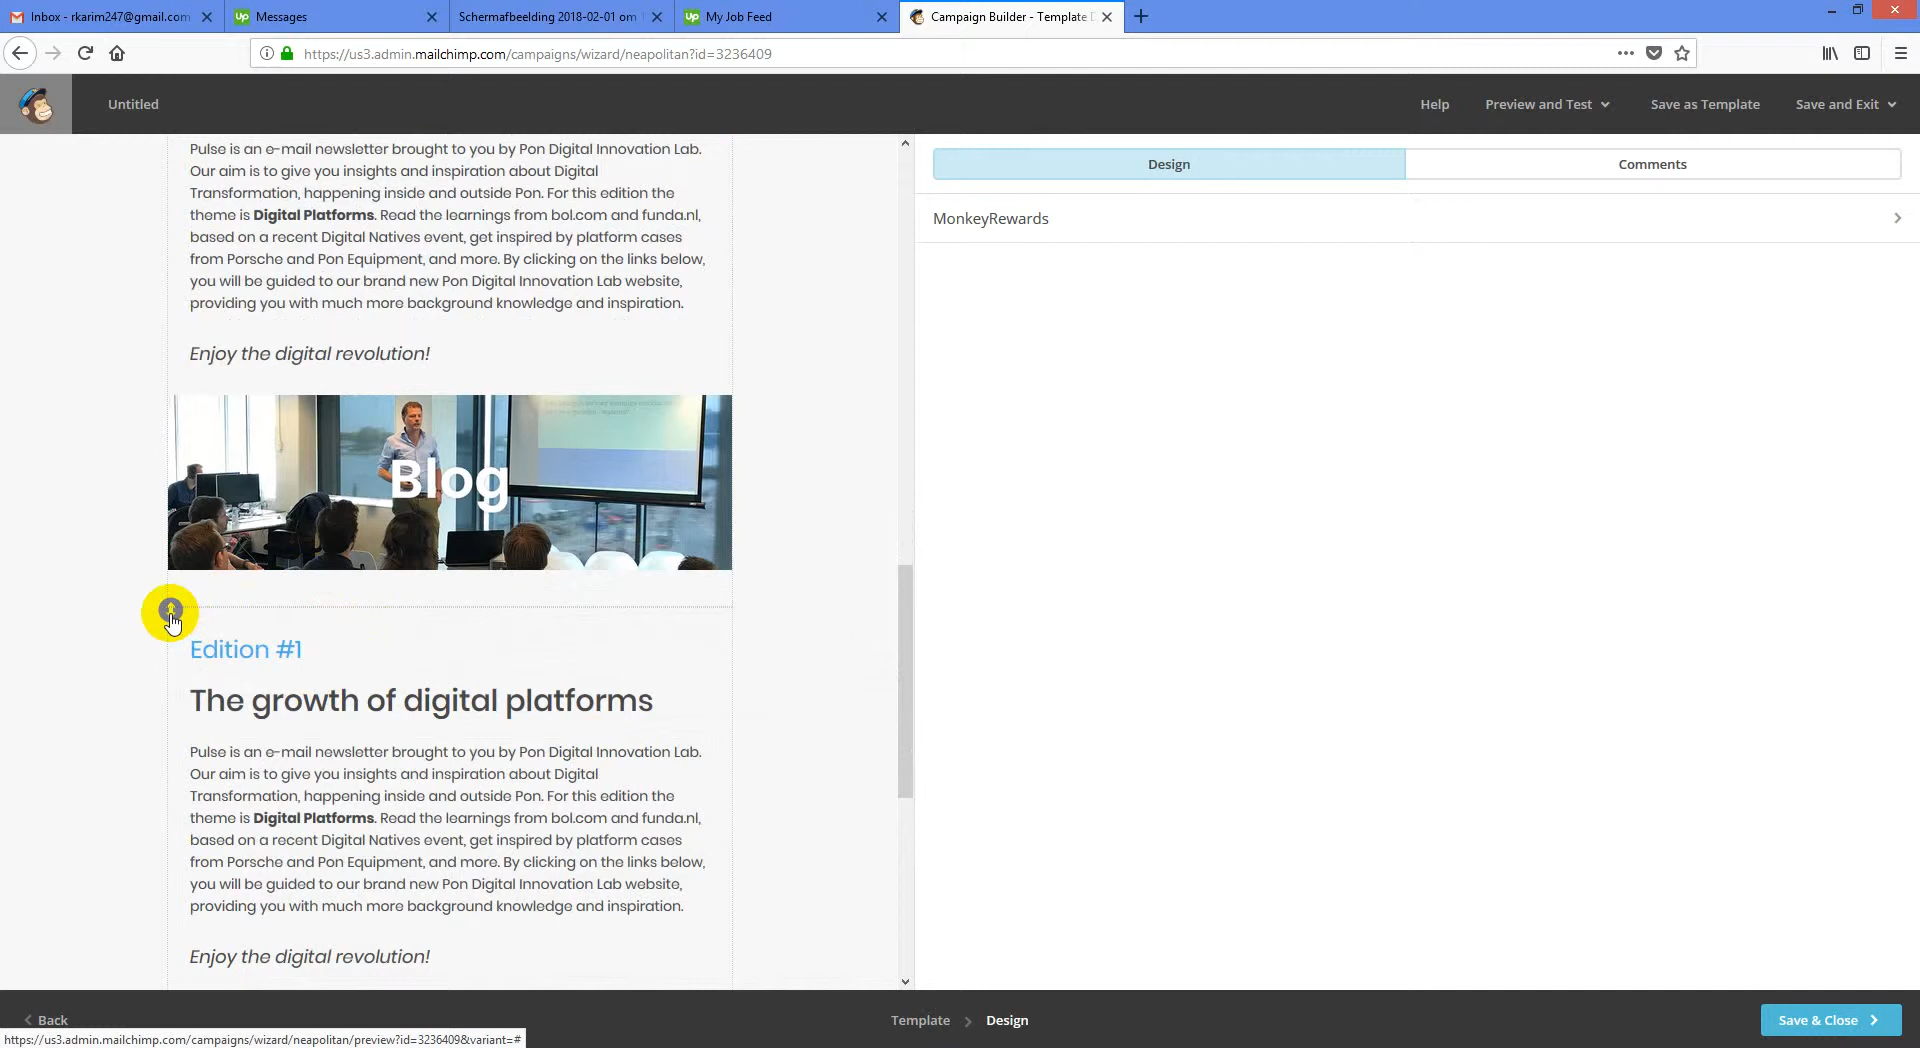 Inbox - rkarim247@gmail.com
Messages
Schermafbeelding 2018-02-01 om
My Job Feed
Campaign Builder - Template D
https://us3.admin.mailchimp.com/campaigns/wizard/neapolitan?id=3236409
Untitled
Help
Preview and Test
Save as Template
Save and Exit
Pulse is an e-mail newsletter brought to you by Pon Digital Innovation Lab.
Our aim is to give you insights and inspiration about Digital
Transformation, happening inside and outside Pon. For this edition the
theme is Digital Platforms. Read the learnings from bol.com and funda.nl,
based on a recent Digital Natives event, get inspired by platform cases
from Porsche and Pon Equipment, and more. By clicking on the links below,
you will be guided to our brand new Pon Digital Innovation Lab website,
providing you with much more background knowledge and inspiration.
Enjoy the digital revolution!
Blog
Edition #1
The growth of digital platforms
Pulse is an e-mail newsletter brought to you by Pon Digital Innovation Lab.
Our aim is to give you insights and inspiration about Digital
Transformation, happening inside and outside Pon. For this edition the
theme is Digital Platforms. Read the learnings from bol.com and funda.nl,
based on a recent Digital Natives event, get inspired by platform cases
from Porsche and Pon Equipment, and more. By clicking on the links below,
you will be guided to our brand new Pon Digital Innovation Lab website,
providing you with much more background knowledge and inspiration.
Enjoy the digital revolution!
Design
Comments
MonkeyRewards
Back
Template
Design
Save & Close
https://us3.admin.mailchimp.com/campaigns/wizard/neapolitan/preview?id=3236409&variant=#